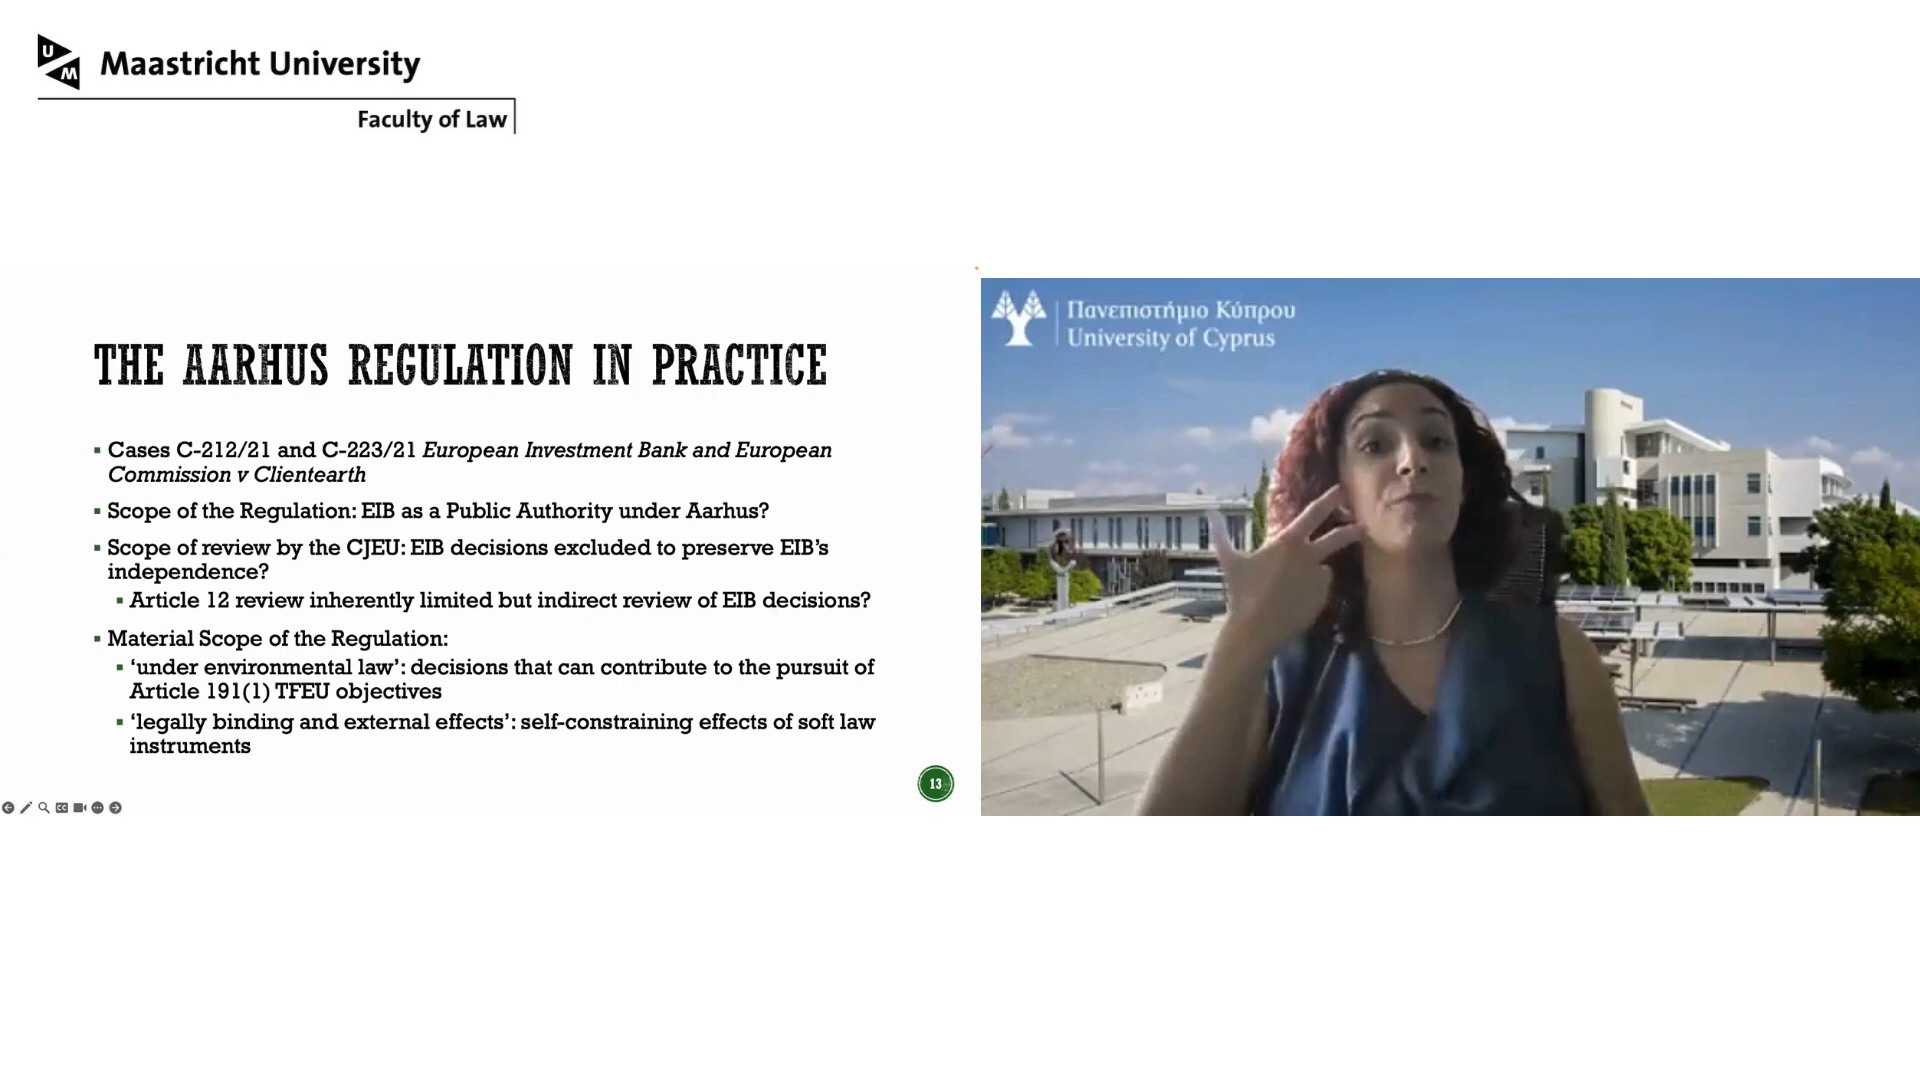 U
M
Maastricht University
Faculty of Law
THE AARHUS REGULATION IN PRACTICE
▪ Cases C-212/21 and C-223/21 European Investment Bank and European
Commission v Clientearth
▪ Scope of the Regulation: EIB as a Public Authority under Aarhus?
▪ Scope of review by the CJEU: EIB decisions excluded to preserve EIB’s
independence?
▪ Article 12 review inherently limited but indirect review of EIB decisions?
▪ Material Scope of the Regulation:
▪ ‘under environmental law’: decisions that can contribute to the pursuit of
Article 191(1) TFEU objectives
▪ ‘legally binding and external effects’: self-constraining effects of soft law
instruments
13
Πανεπιστήμιο Κύπρου
University of Cyprus